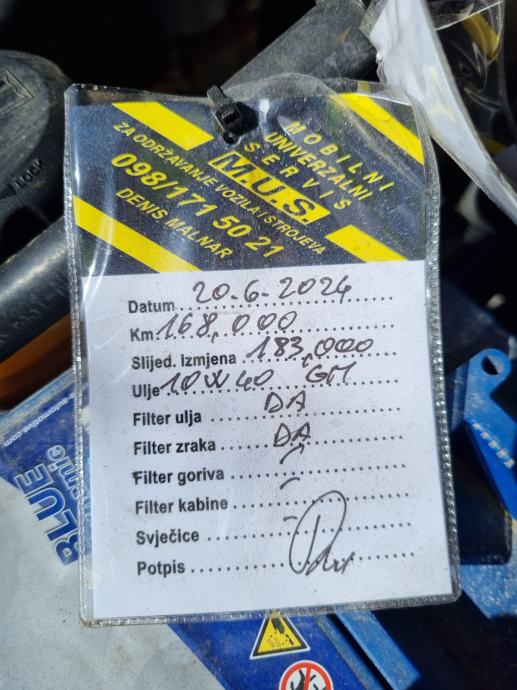 LOCK
MOBILNI
UNIVERZALNI
SERVIS
M.U.S.
ZA ODRŽAVANJE VOZILA I STROJEVA
098/171 50 21
DENIS MALNAR
Datum 20.6.2024
Km. 168,000
Slijed. Izmjena 183,000
Ulje 10W40 GM
Filter ulja DA
Filter zraka DA
Filter goriva -
Filter kabine -
Svječice -
Potpis
BLUE